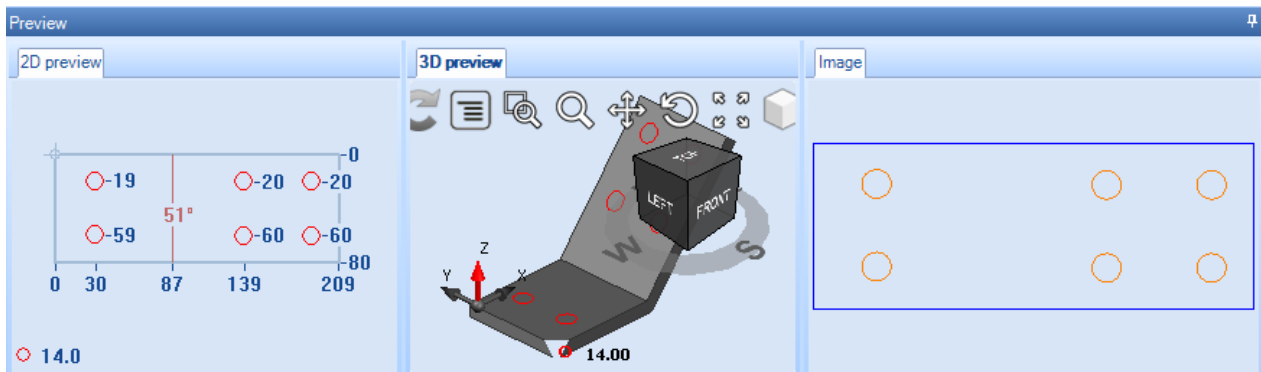 Preview
2D preview
3D preview
Image
-0
-19 -20 -20
51°
-59 -60 -60
-80
0 30 87 139 209
14.0
TOP
LEFT FRONT
W S
Z
Y X
14.00